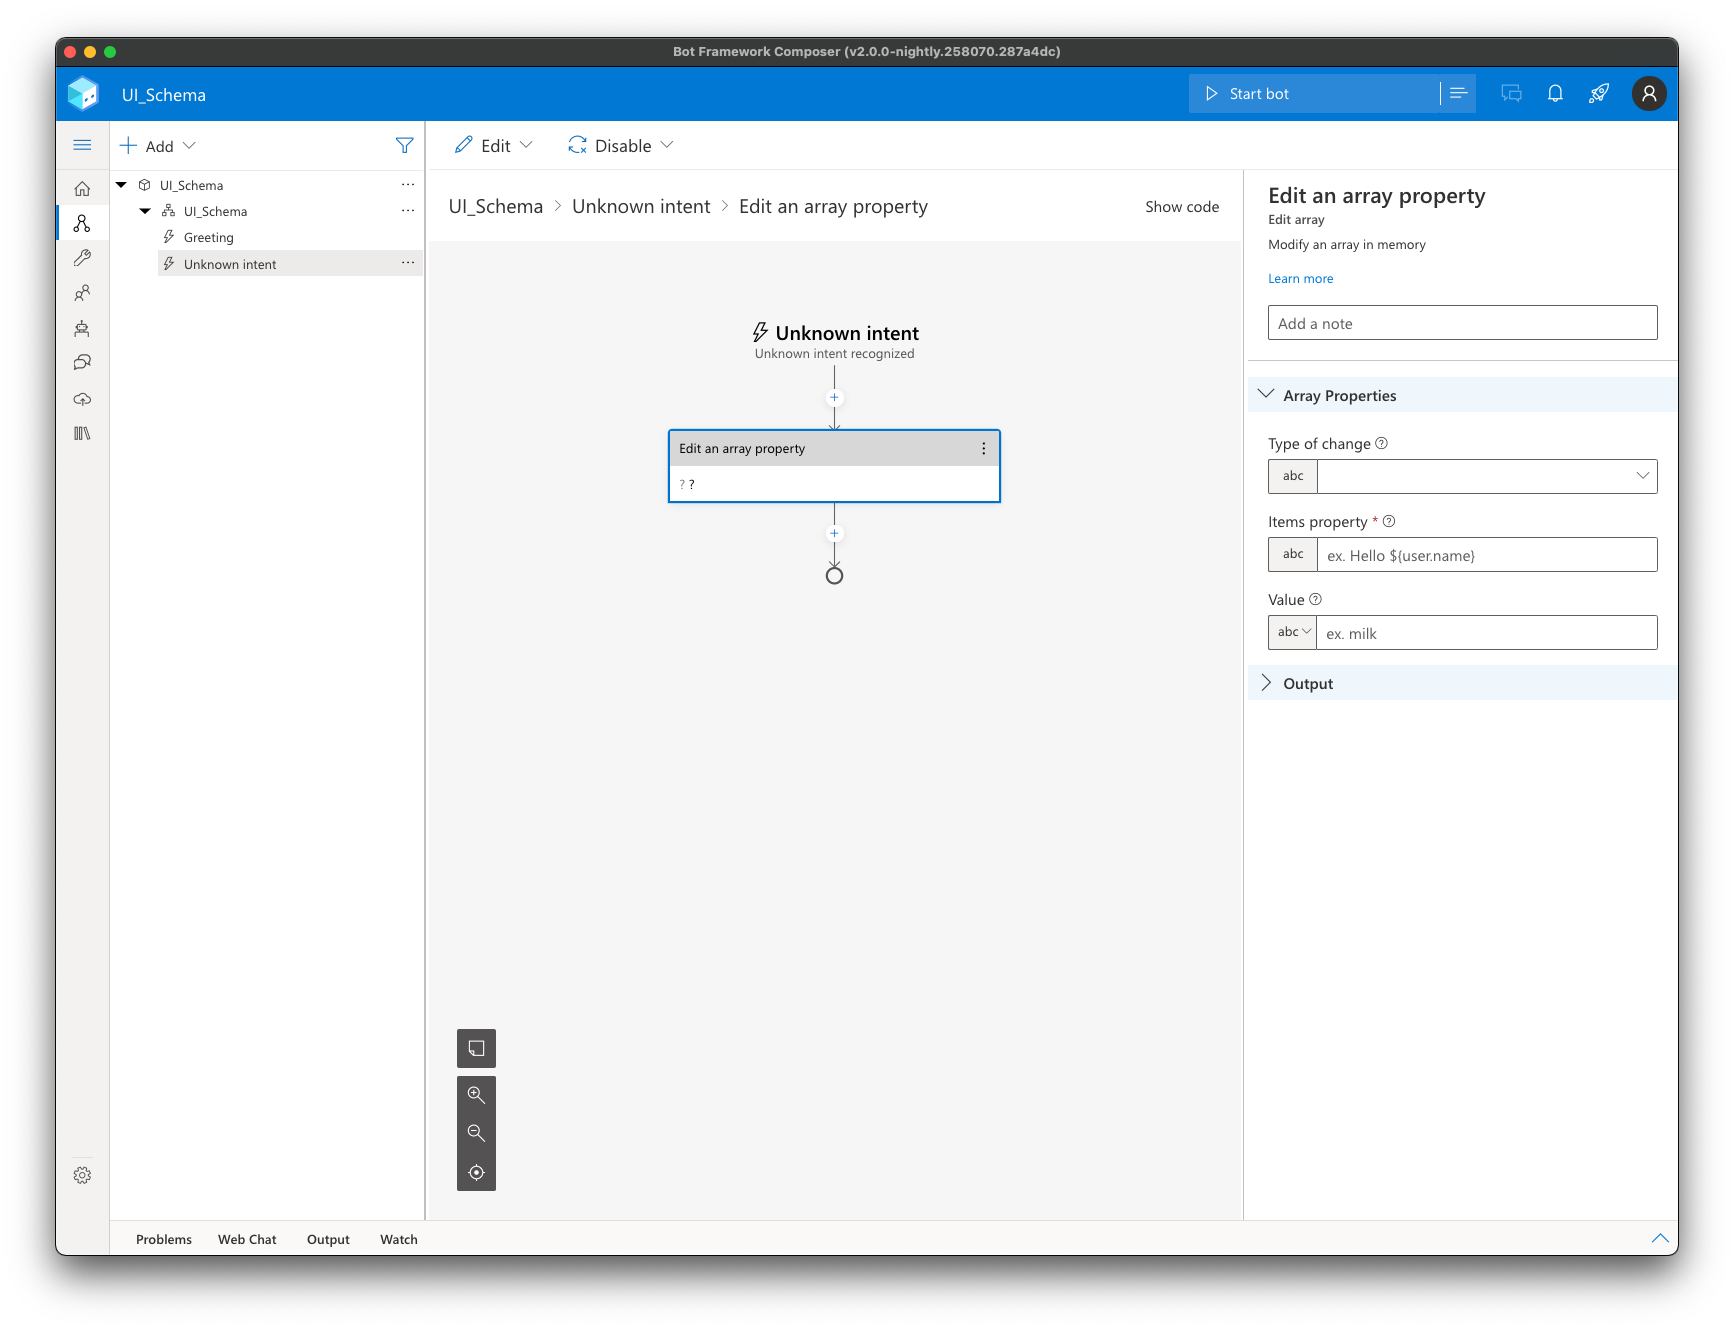 Bot Framework Composer (v2.0.0-nightly.258070.287a4dc)
UI_Schema
Start bot
Add
Edit
Disable
UI_Schema
UI_Schema
Greeting
Unknown intent
UI_Schema > Unknown intent > Edit an array property
Show code
Unknown intent
Unknown intent recognized
Edit an array property
? ?
Edit an array property
Edit array
Modify an array in memory
Learn more
Add a note
Array Properties
Type of change
abc
Items property *
abc ex. Hello ${user.name}
Value
abc ex. milk
Output
Problems Web Chat Output Watch